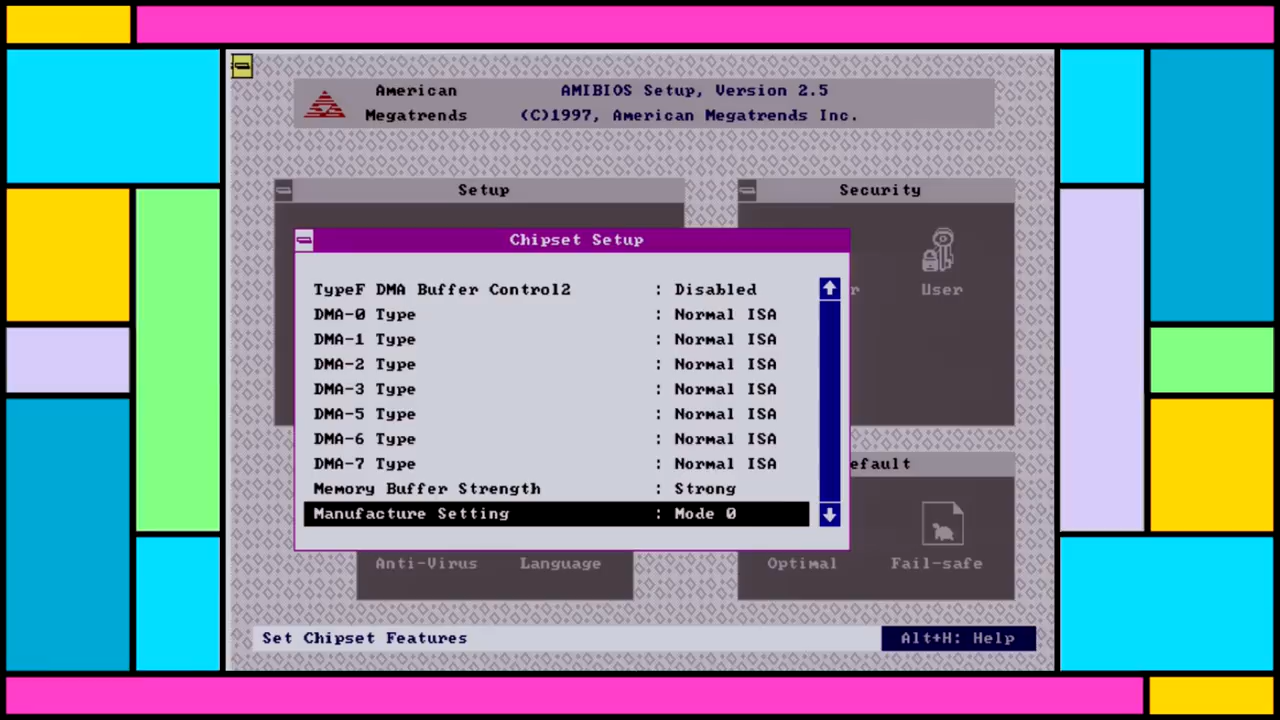 American
Megatrends
AMIBIOS Setup, Version 2.5
(C)1997, American Megatrends Inc.
Setup
Security
Chipset Setup
TypeF DMA Buffer Control2 : Disabled
DMA-0 Type : Normal ISA
DMA-1 Type : Normal ISA
DMA-2 Type : Normal ISA
DMA-3 Type : Normal ISA
DMA-5 Type : Normal ISA
DMA-6 Type : Normal ISA
DMA-7 Type : Normal ISA
Memory Buffer Strength : Strong
Manufacture Setting : Mode 0
User
Anti-Virus Language
Optimal Fail-safe
Set Chipset Features
Alt+H: Help